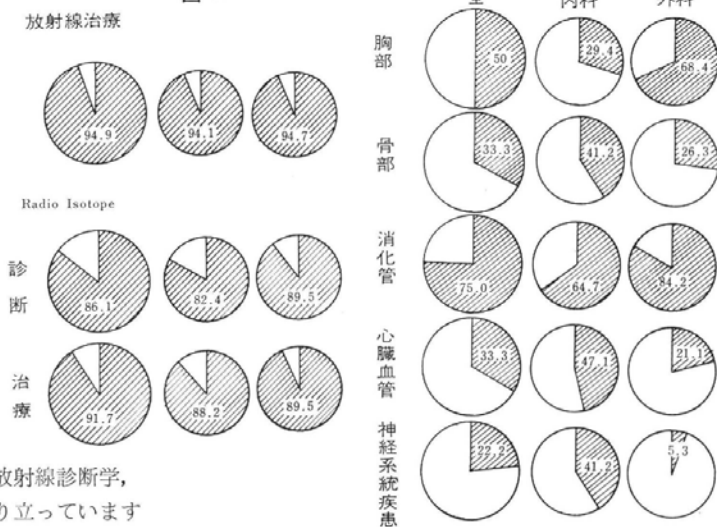 放射線治療
94.9
94.1
94.7
Radio Isotope
診断
86.1
82.4
89.5
治療
91.7
88.2
89.5
放射線診断学,
り立っています
内科
外科
胸部
50
29.4
68.4
骨部
33.3
41.2
26.3
消化管
75.0
64.7
84.2
心臓血管
33.3
47.1
21.1
神経系統疾患
22.2
41.2
5.3